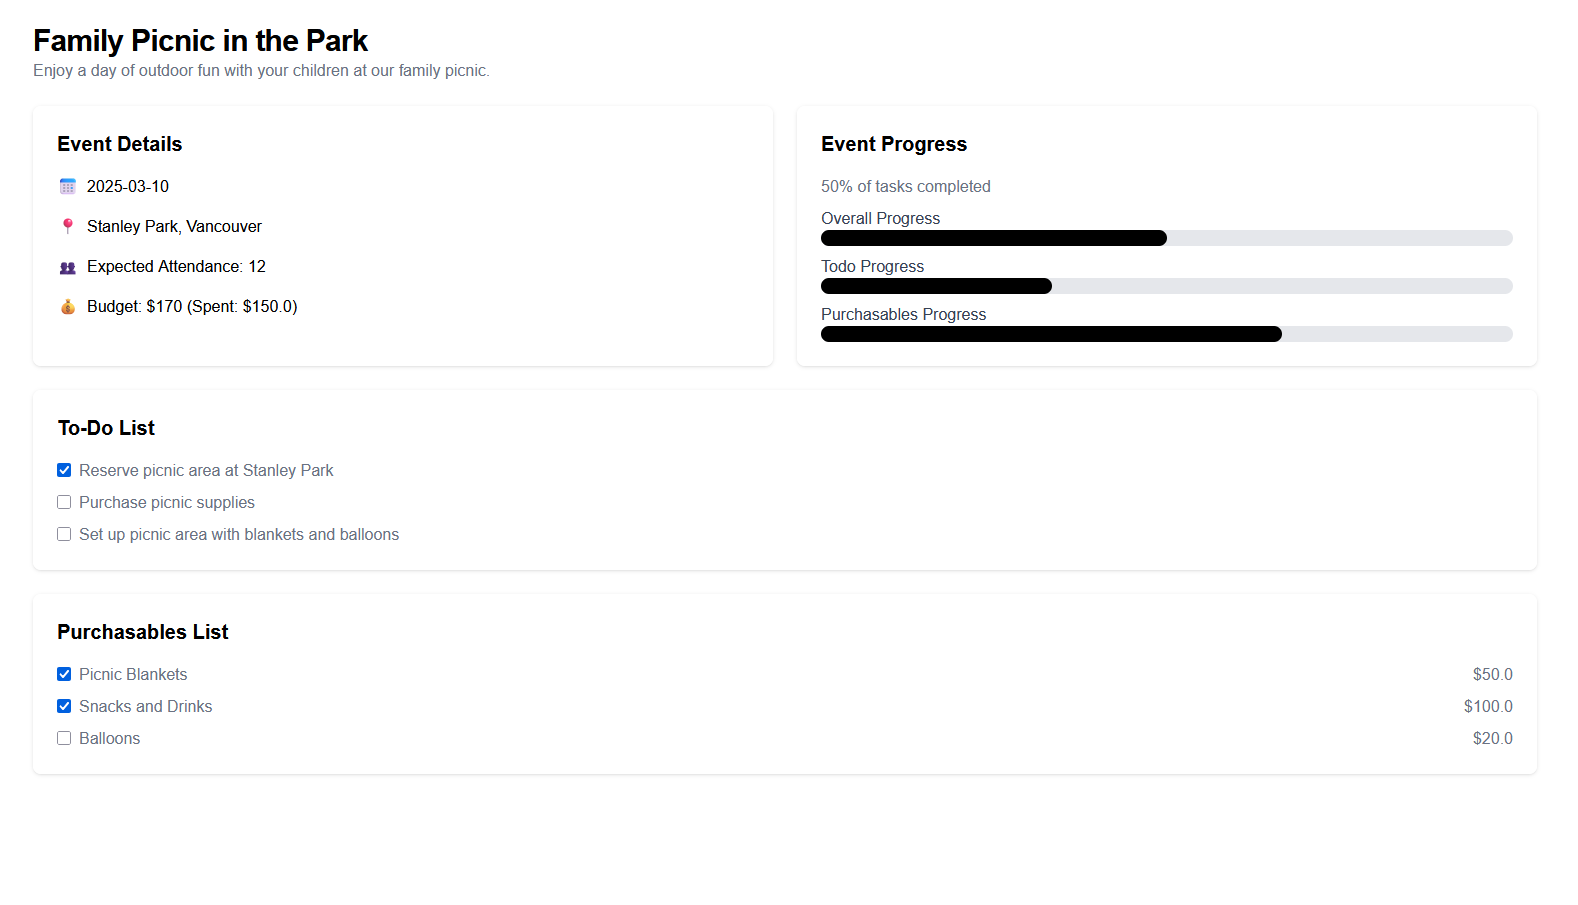 Family Picnic in the Park
Enjoy a day of outdoor fun with your children at our family picnic.
Event Details
2025-03-10
Stanley Park, Vancouver
Expected Attendance: 12
Budget: $170 (Spent: $150.0)
Event Progress
50% of tasks completed
Overall Progress
Todo Progress
Purchasables Progress
To-Do List
Reserve picnic area at Stanley Park
Purchase picnic supplies
Set up picnic area with blankets and balloons
Purchasables List
Picnic Blankets $50.0
Snacks and Drinks $100.0
Balloons $20.0